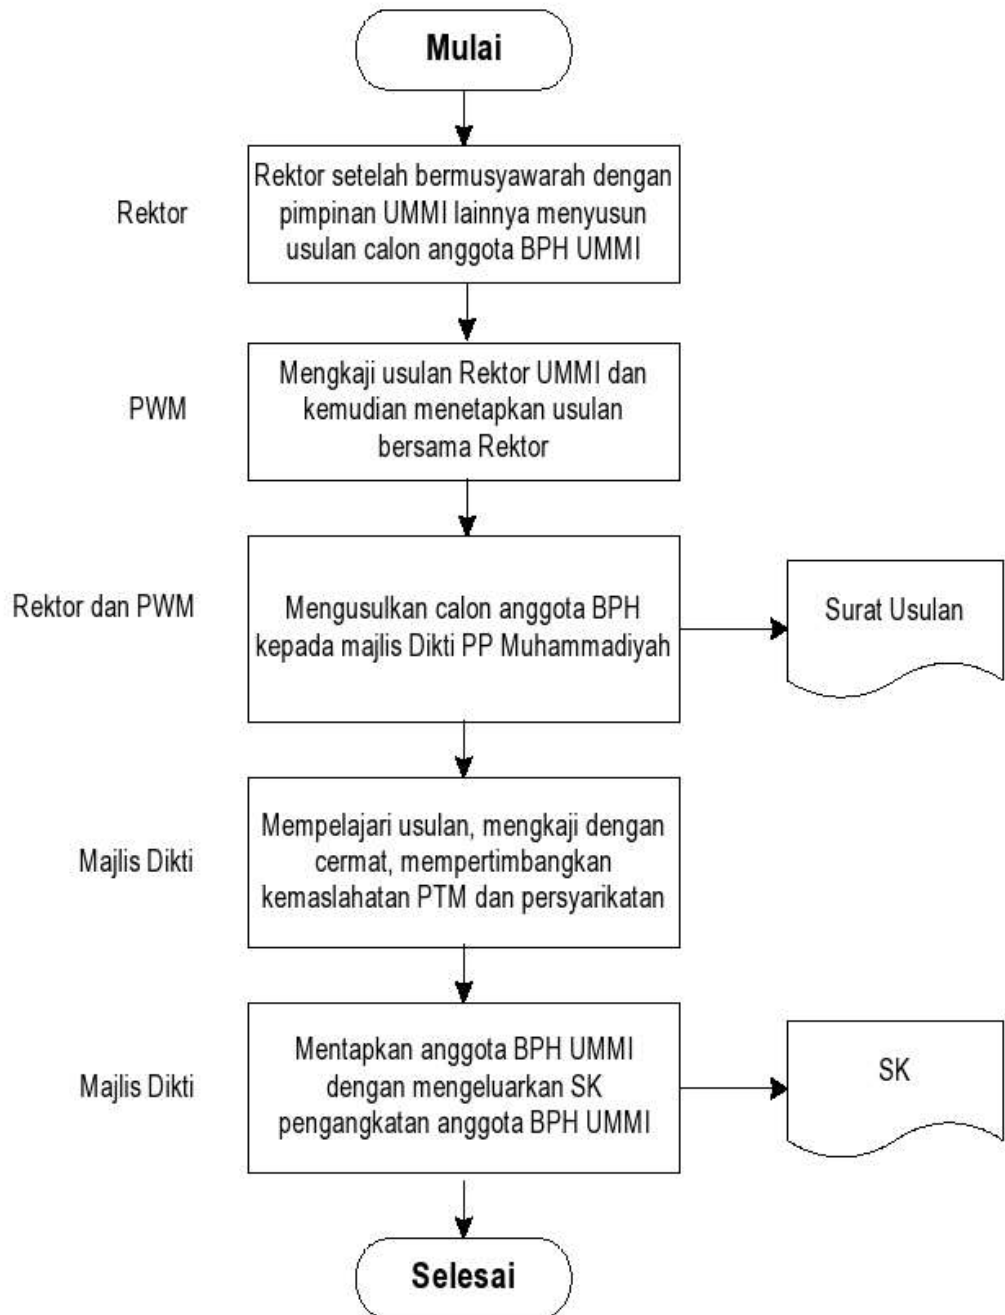 Mulai
Rektor
Rektor setelah bermusyawarah dengan
pimpinan UMMI lainnya menyusun
usulan calon anggota BPH UMMI
PWM
Mengkaji usulan Rektor UMMI dan
kemudian menetapkan usulan
bersama Rektor
Rektor dan PWM
Mengusulkan calon anggota BPH
kepada majlis Dikti PP Muhammadiyah
Surat Usulan
Majlis Dikti
Mempelajari usulan, mengkaji dengan
cermat, mempertimbangkan
kemaslahatan PTM dan persyarikatan
Majlis Dikti
Mentapkan anggota BPH UMMI
dengan mengeluarkan SK
pengangkatan anggota BPH UMMI
SK
Selesai